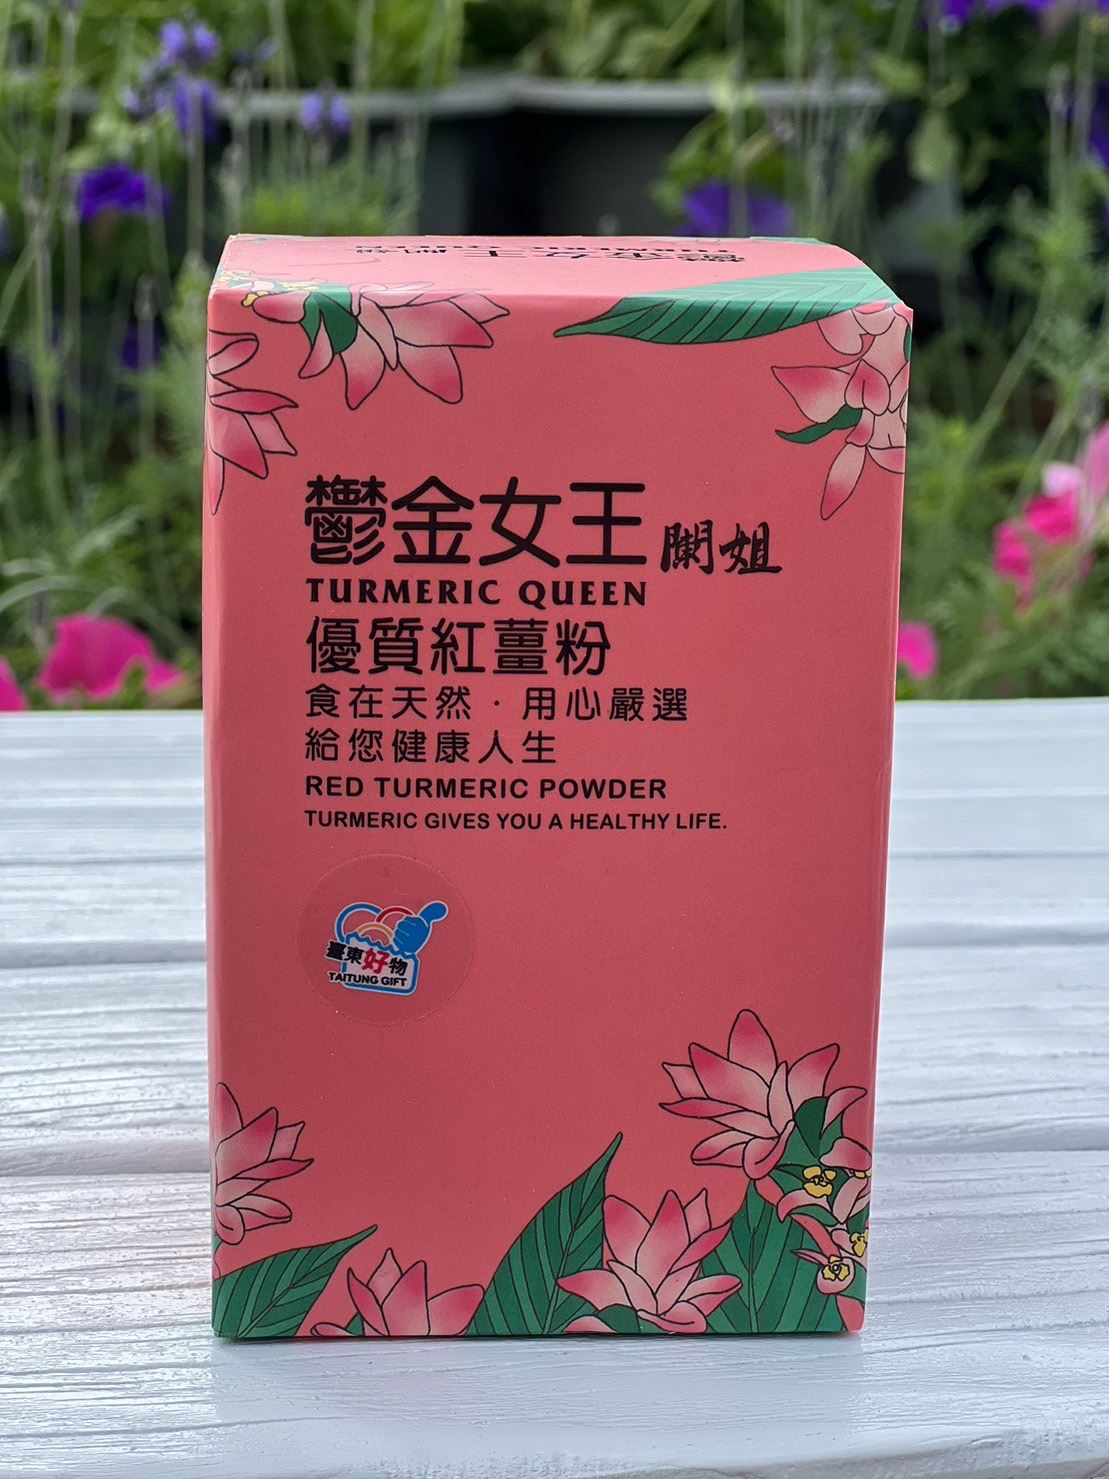 鬱金女王 闌姐
TURMERIC QUEEN
優質紅薑粉
食在天然·用心嚴選
給您健康人生
RED TURMERIC POWDER
TURMERIC GIVES YOU A HEALTHY LIFE.
臺東好物
TAITUNG GIFT